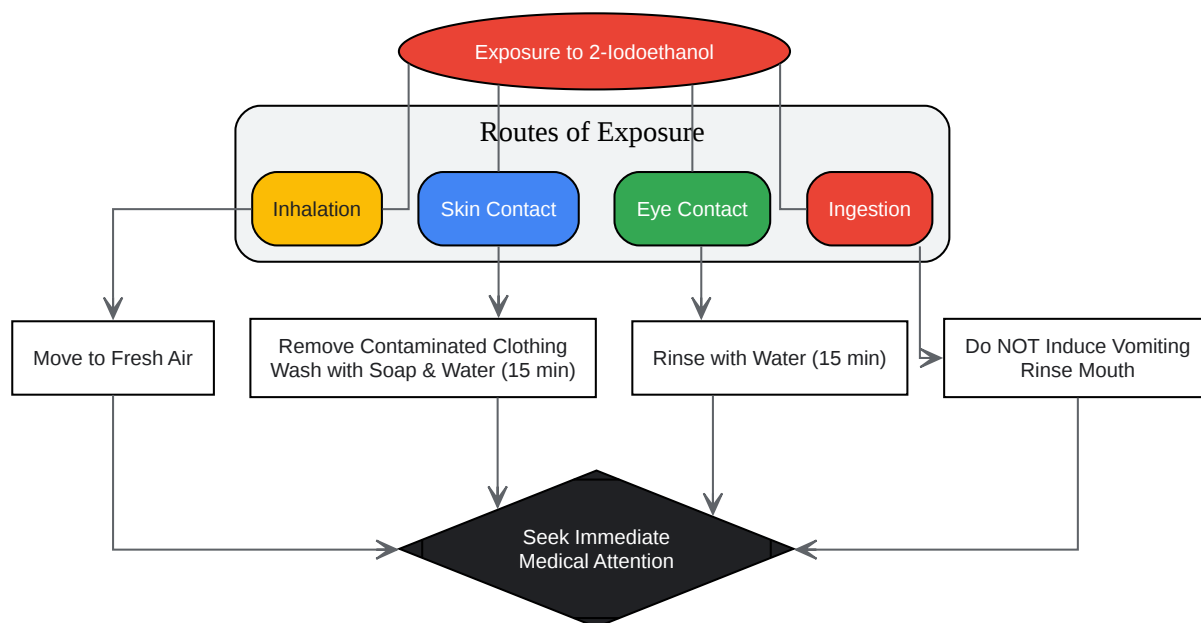 Exposure to 2-Iodoethanol
Routes of Exposure
Inhalation
Skin Contact
Eye Contact
Ingestion
Move to Fresh Air
Remove Contaminated Clothing
Wash with Soap & Water (15 min)
Rinse with Water (15 min)
Do NOT Induce Vomiting
Rinse Mouth
Seek Immediate
Medical Attention